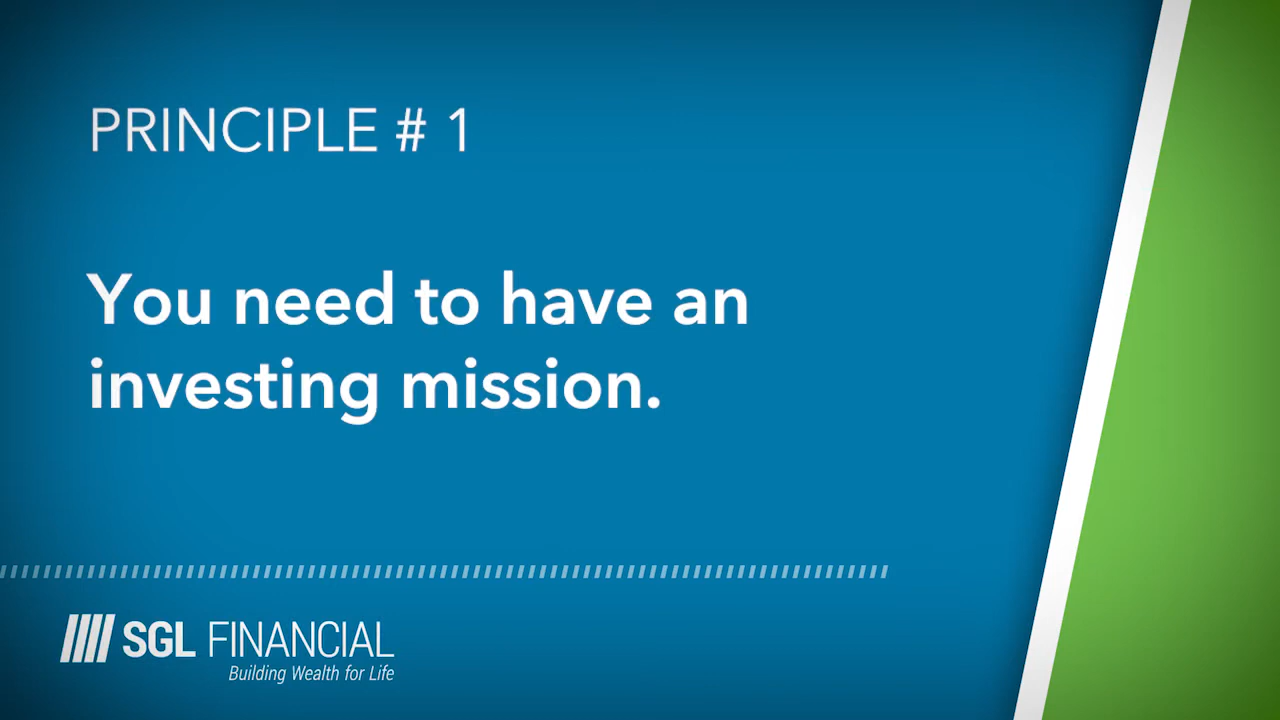 PRINCIPLE # 1
You need to have an
investing mission.
SGL FINANCIAL
Building Wealth for Life